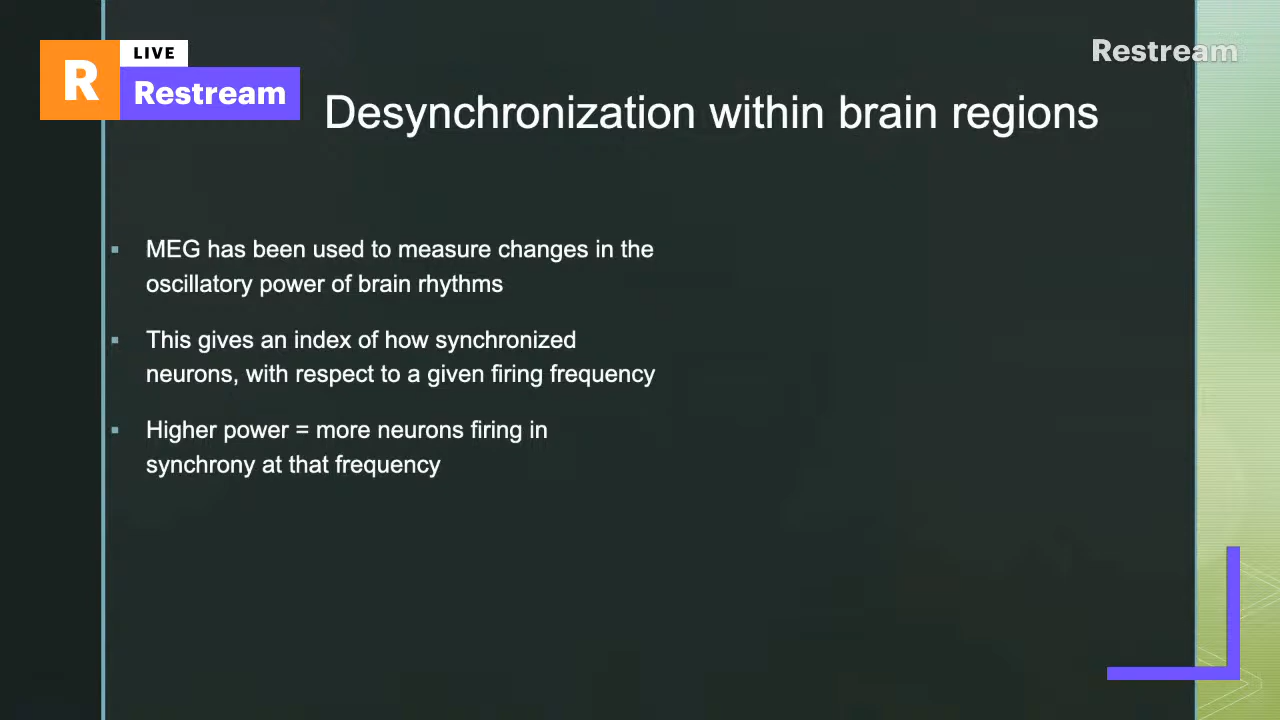 R
LIVE
Restream
Restream
Desynchronization within brain regions
MEG has been used to measure changes in the
oscillatory power of brain rhythms
This gives an index of how synchronized
neurons, with respect to a given firing frequency
Higher power = more neurons firing in
synchrony at that frequency